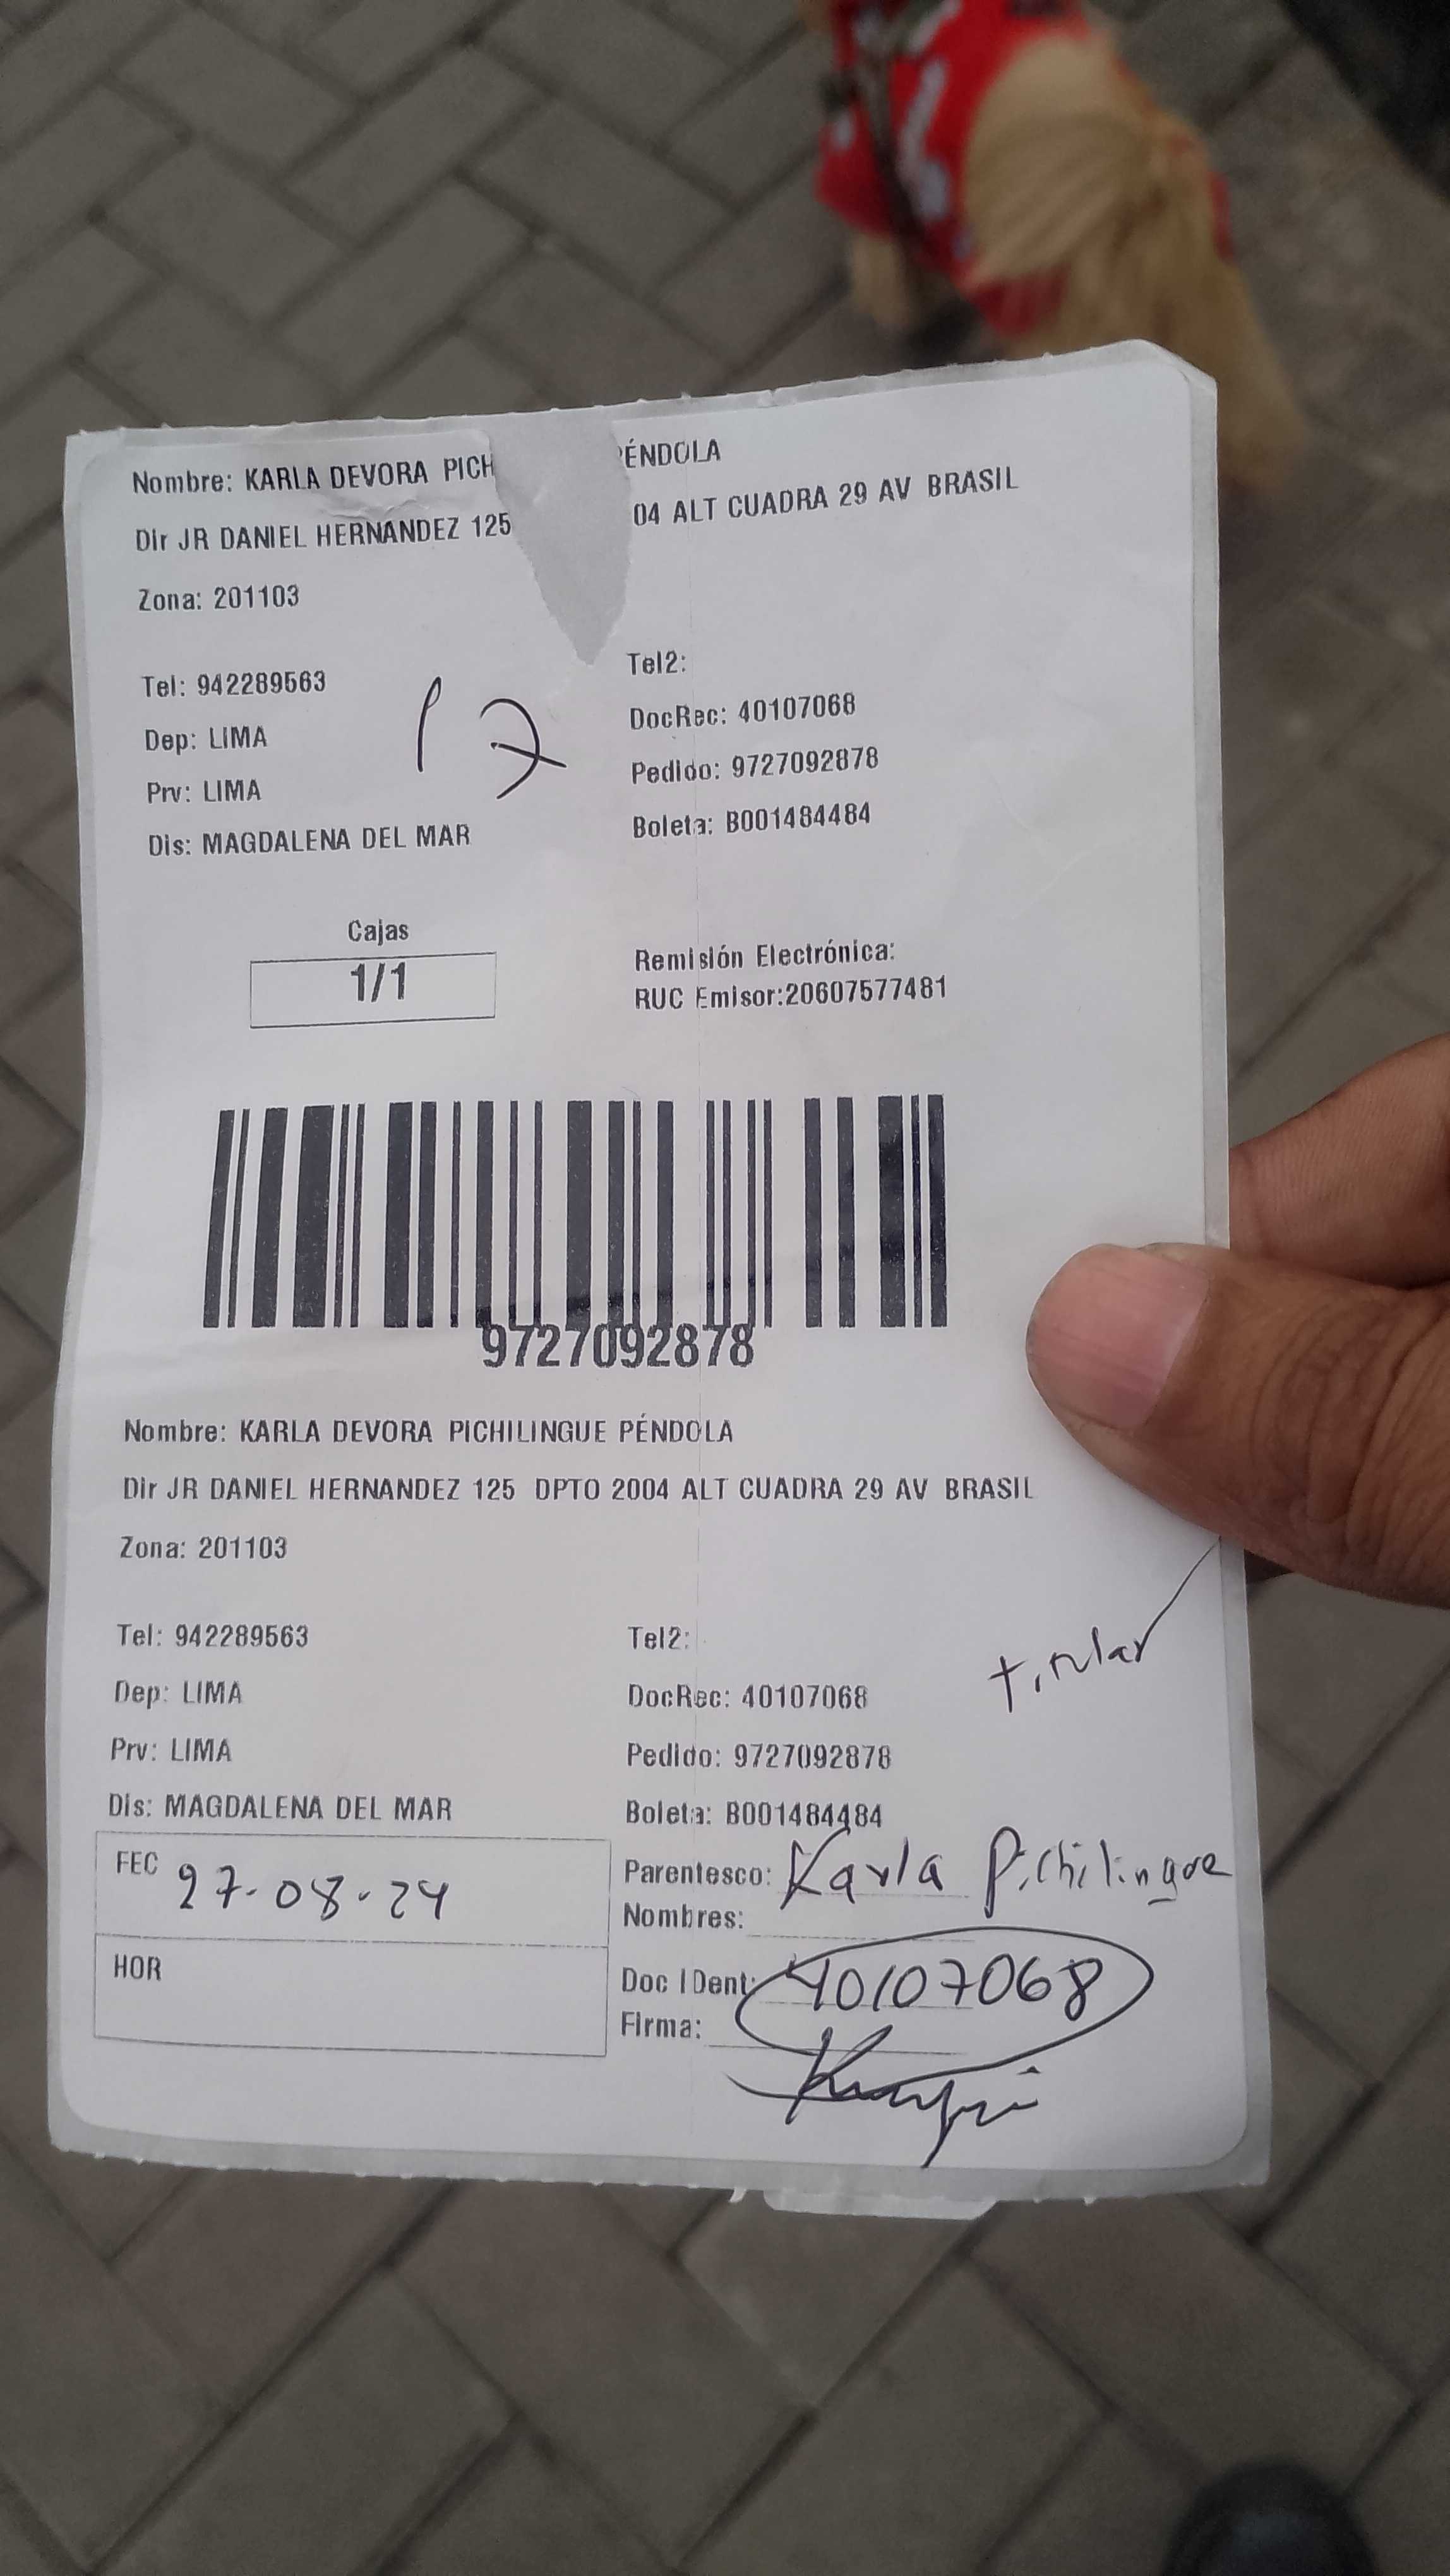 Nombre: KARLA DEVORA PICH ÉNDOLA
Dir JR DANIEL HERNANDEZ 125 04 ALT CUADRA 29 AV BRASIL
Zona: 201103
Tel: 942289563
Tel2:
Dep: LIMA
DocRec: 40107068
17
Prv: LIMA
Pedido: 9727092878
Dis: MAGDALENA DEL MAR
Boleta: B001484484
Cajas
1/1
Remisión Electrónica:
RUC Emisor:20607577481
9727092878
Nombre: KARLA DEVORA PICHILINGUE PÉNDOLA
Dir JR DANIEL HERNANDEZ 125 DPTO 2004 ALT CUADRA 29 AV BRASIL
Zona: 201103
Tel: 942289563
Tel2:
titular
Dep: LIMA
DocRec: 40107068
Prv: LIMA
Pedido: 9727092878
Dis: MAGDALENA DEL MAR
Boleta: B001484484
FEC 27-08-24
Parentesco: Karla Pichilingue
Nombres:
HOR
Doc IDent: 40107068
Firma: